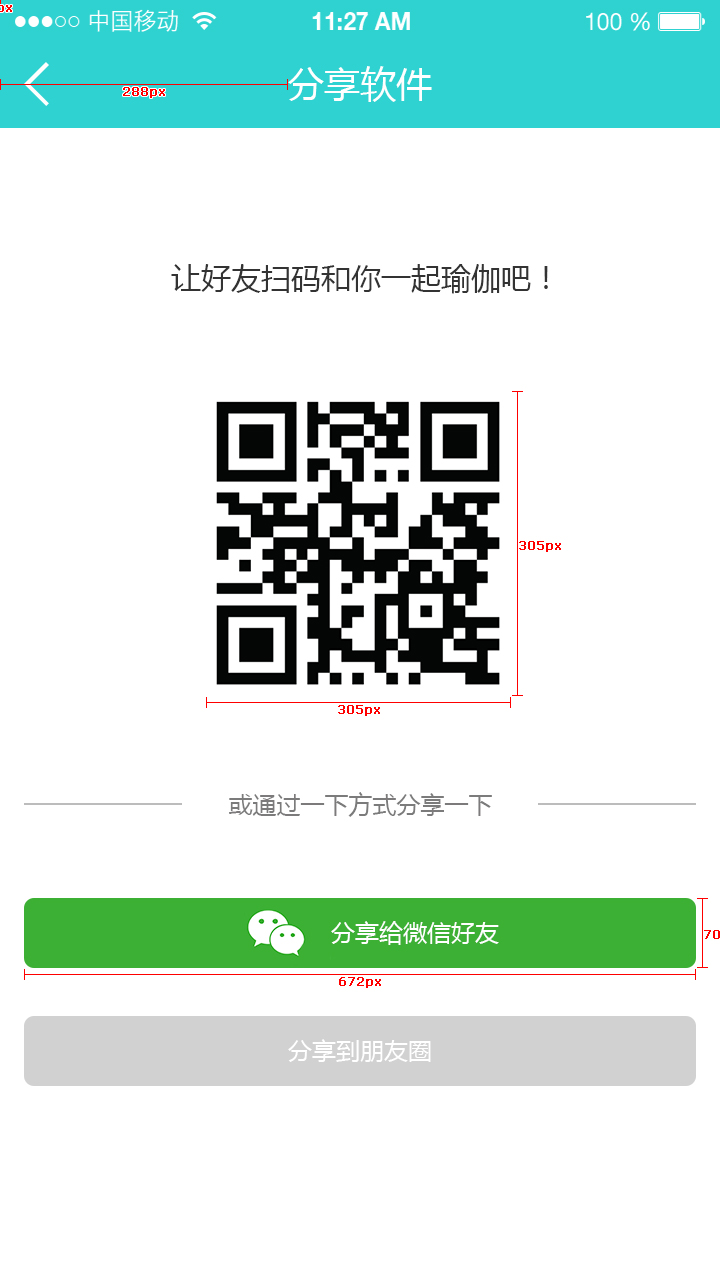 px
中国移动
11:27 AM
100 %
分享软件
288px
让好友扫码和你一起瑜伽吧！
305px
305px
或通过一下方式分享一下
分享给微信好友
70
672px
分享到朋友圈